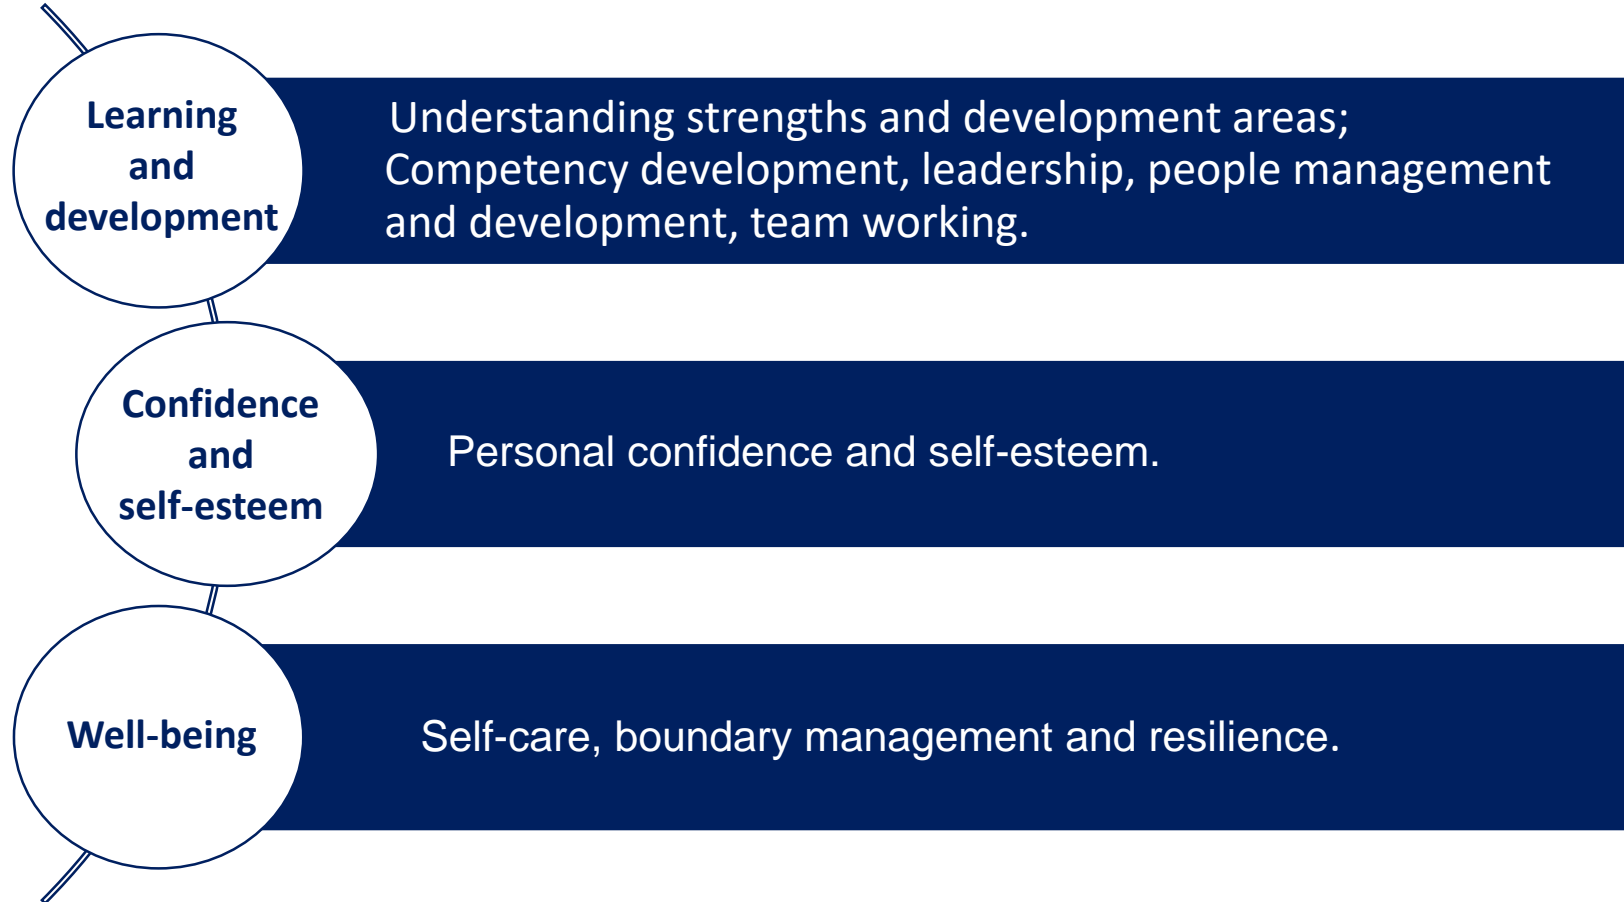 Learning
and
development
Understanding strengths and development areas;
Competency development, leadership, people management
and development, team working.
Confidence
and
self-esteem
Personal confidence and self-esteem.
Well-being
Self-care, boundary management and resilience.